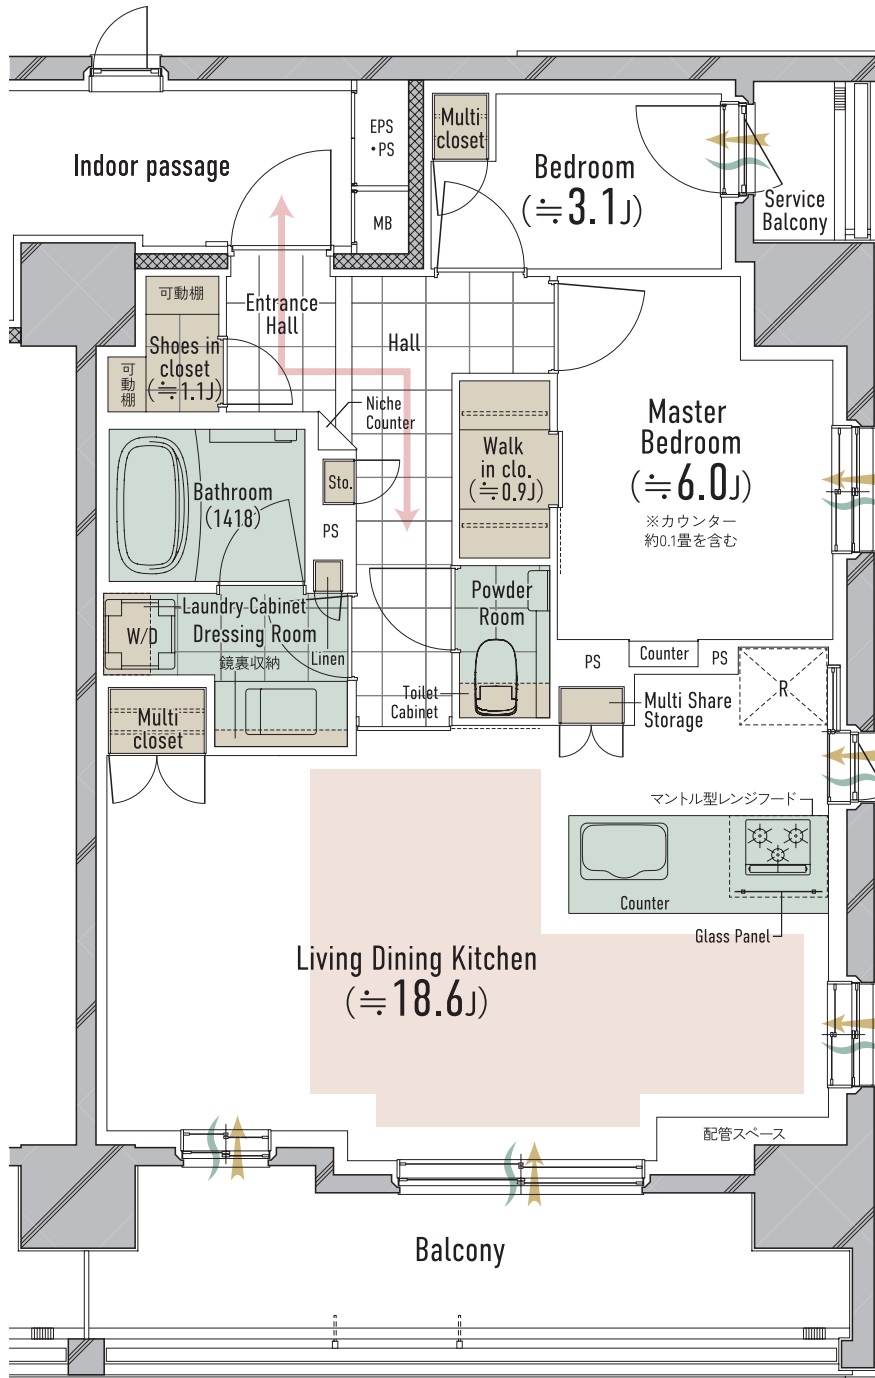 EPS
・PS
MB
Indoor passage
Multi
closet
Bedroom
(≒3.1J)
Service
Balcony
可動棚
Entrance
Hall
Hall
Shoes in
closet
(≒1.1J)
可動棚
Niche
Counter
Master
Bedroom
(≒6.0J)
※カウンター
約0.1畳を含む
Walk
in clo.
(≒0.9J)
Bathroom
(1418)
Sto.
PS
Powder
Room
Laundry Cabinet
W/D
Dressing Room
鏡裏収納
Linen
Toilet
Cabinet
PS
Counter
PS
R
Multi Share
Storage
Multi
closet
マントル型レンジフード
Counter
Glass Panel
Living Dining Kitchen
(≒18.6J)
配管スペース
Balcony